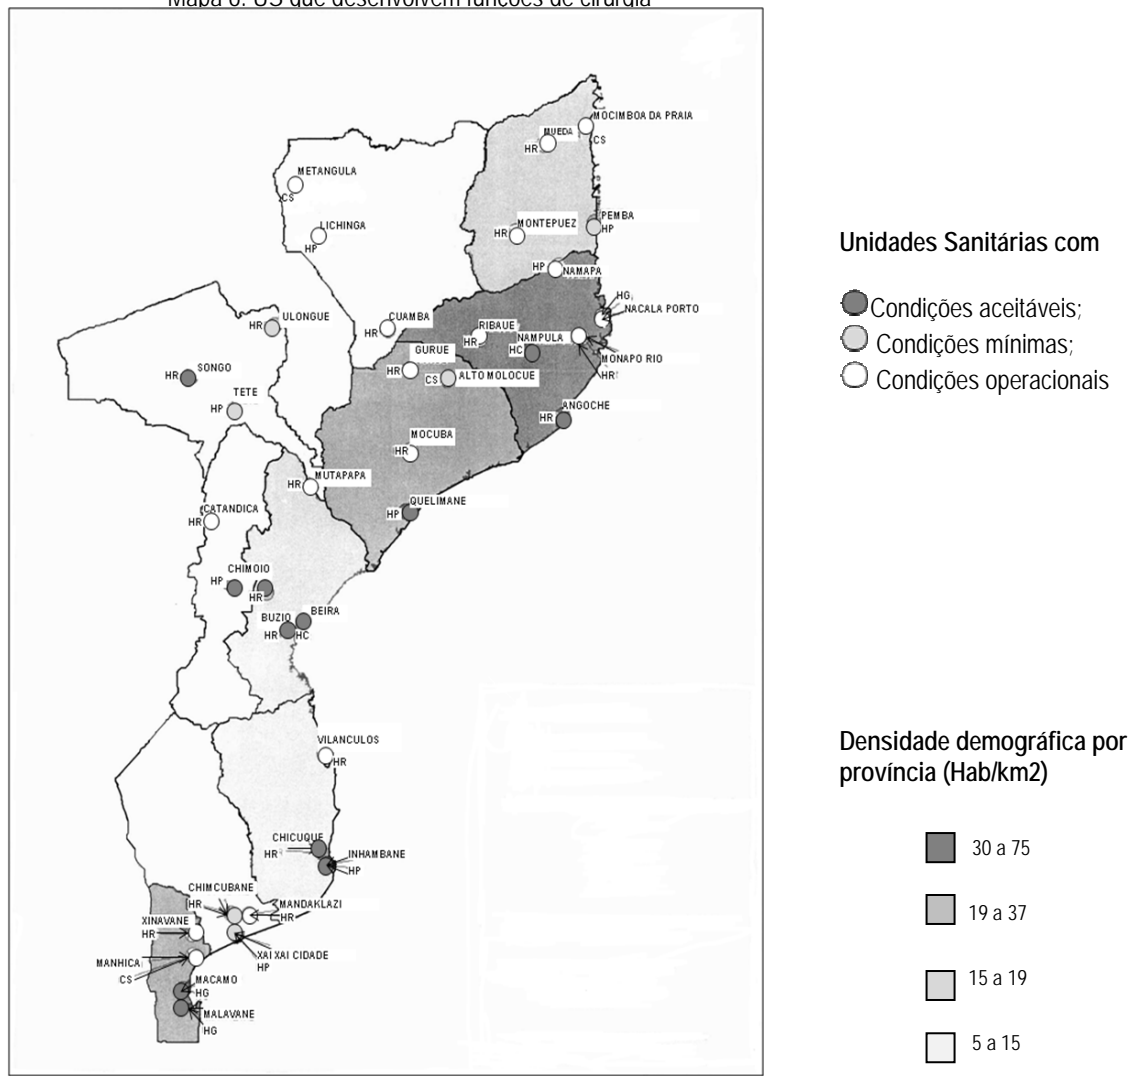 Mapa 6: US que desenvolvem funções de cirurgia
MOCIMBOA DA PRAIA
MUEDA
HR
CS
METANGULA
CS
LICHINGA
HP
PEMBA
HP
MONTEPUEZ
HR
HP
NAMAPA
HG
NACALA PORTO
ULONGUE
HR
CUAMBA
HR
RIBAUE
HR
NAMPULA
HC
MONAPO RIO
HR
GURUE
HR
CS
ALTO MOLOCUE
SONGO
HR
TETE
HP
ANGOCHE
HR
MOCUBA
HR
MUTAPAPA
HR
QUELIMANE
HP
CATANDICA
HR
CHIMOIO
HP
HR
BUZIO
BEIRA
HR
HC
VILANCULOS
HR
CHICUQUE
HR
INHAMBANE
HP
CHIMCUBANE
HR
MANDAKLAZI
HR
XINAVANE
HR
XAI XAI CIDADE
HP
MANHICA
CS
MACAMO
HG
MALAVANE
HG
Unidades Sanitárias com
Condições aceitáveis;
Condições mínimas;
Condições operacionais
Densidade demográfica por
província (Hab/km2)
30 a 75
19 a 37
15 a 19
5 a 15